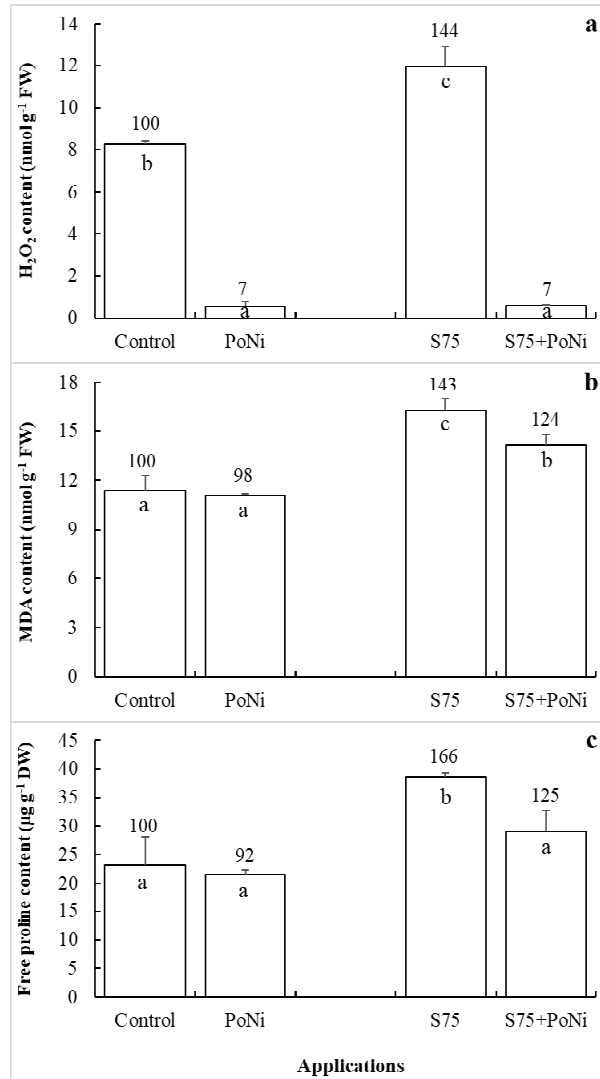 a
H₂O₂ content (nmol g⁻¹ FW)
14
12
10
8
6
4
2
0
100
7
144
7
b
a
c
a
Control PoNi S75 S75+PoNi
b
MDA content (nmol g⁻¹ FW)
18
15
12
9
6
3
0
100
98
143
124
a
a
c
b
Control PoNi S75 S75+PoNi
c
Free proline content (µg g⁻¹ DW)
45
40
35
30
25
20
15
10
5
0
100
92
166
125
a
a
b
a
Control PoNi S75 S75+PoNi
Applications